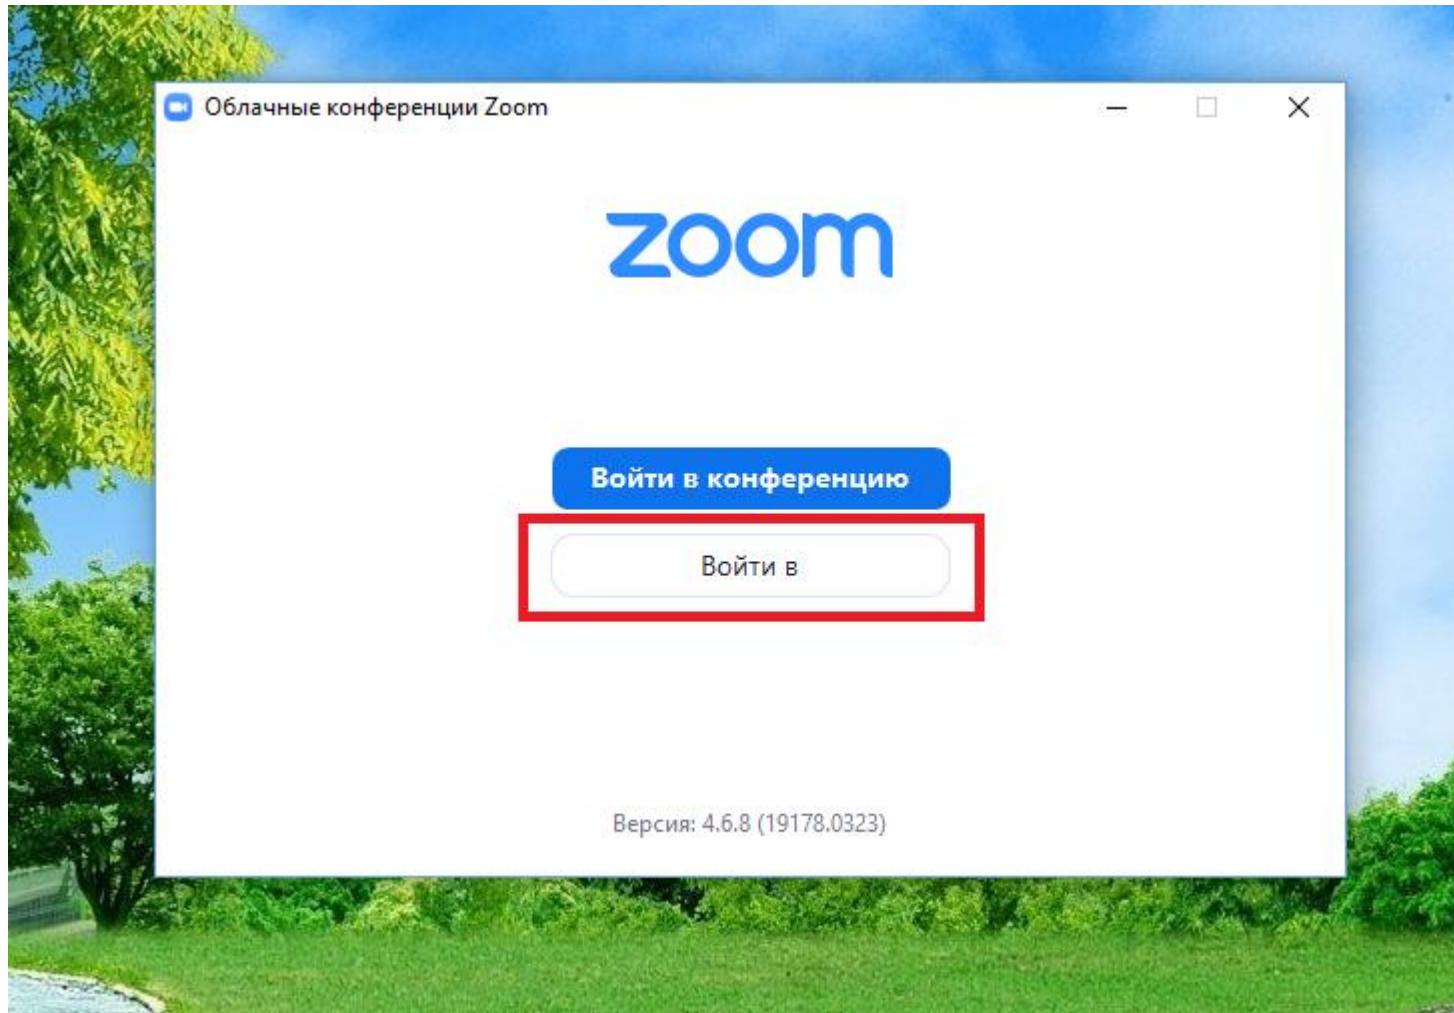 Облачные конференции Zoom
zoom
Войти в конференцию
Войти в
Версия: 4.6.8 (19178.0323)